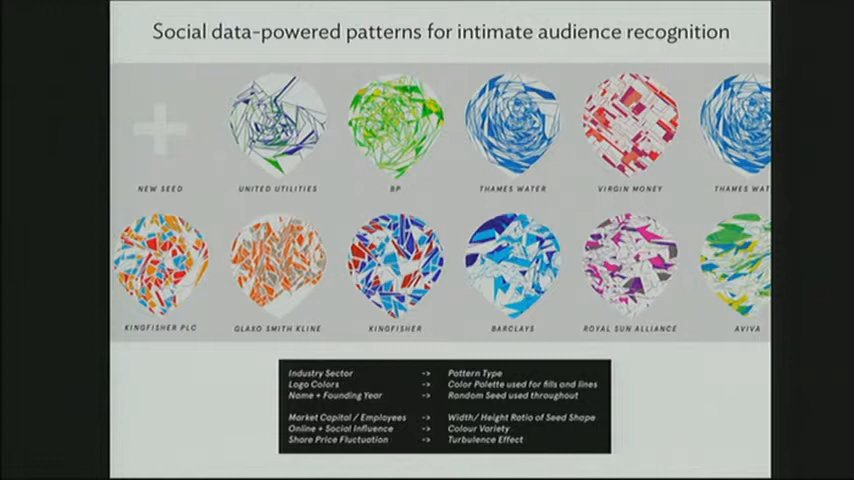 Social data-powered patterns for intimate audience recognition
NEW SEED
UNITED UTILITIES
BP
THAMES WATER
VIRGIN MONEY
THAMES WAT
KINGFISHER PLC
GLAXO SMITH KLINE
KINGFISHER
BARCLAYS
ROYAL SUN ALLIANCE
AVIVA
Industry Sector -> Pattern Type
Logo Colors -> Color Palette used for fills and lines
Name + Founding Year -> Random Seed used throughout
Market Capital / Employees -> Width/ Height Ratio of Seed Shape
Online + Social Influence -> Colour Variety
Share Price Fluctuation -> Turbulence Effect